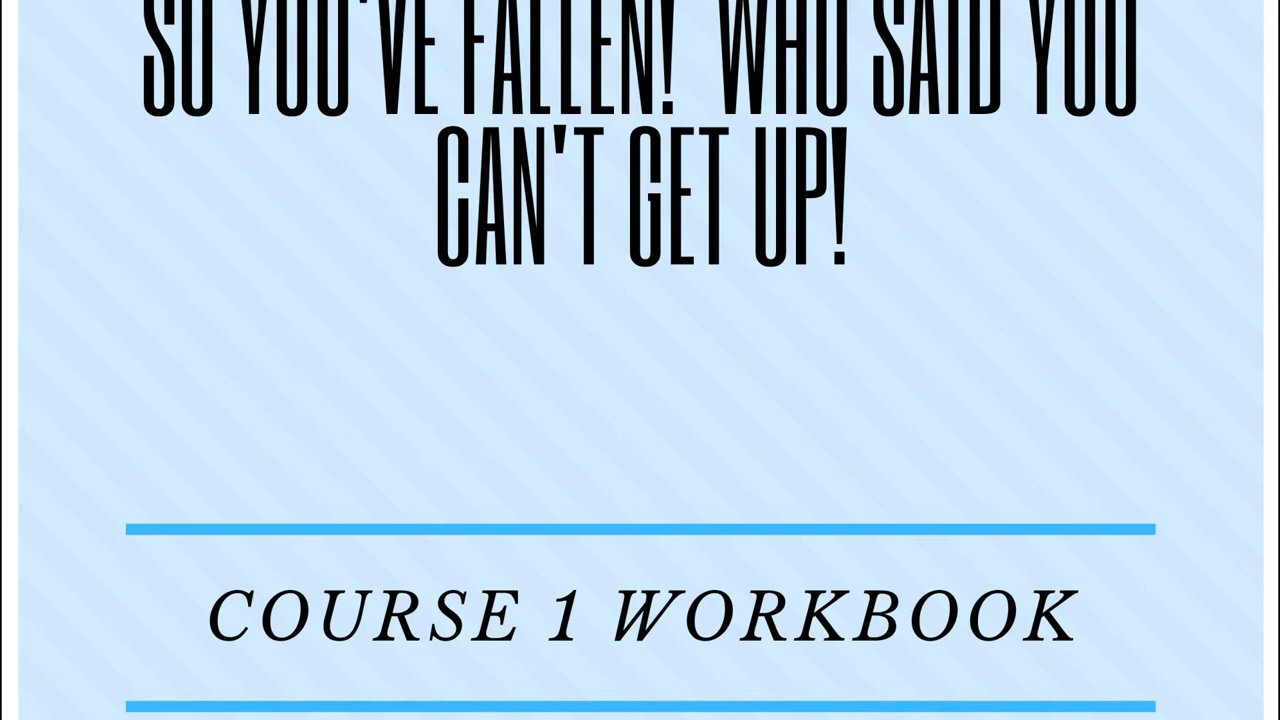 SO YOU'VE FALLEN! WHO SAID YOU
CAN'T GET UP!
COURSE 1 WORKBOOK